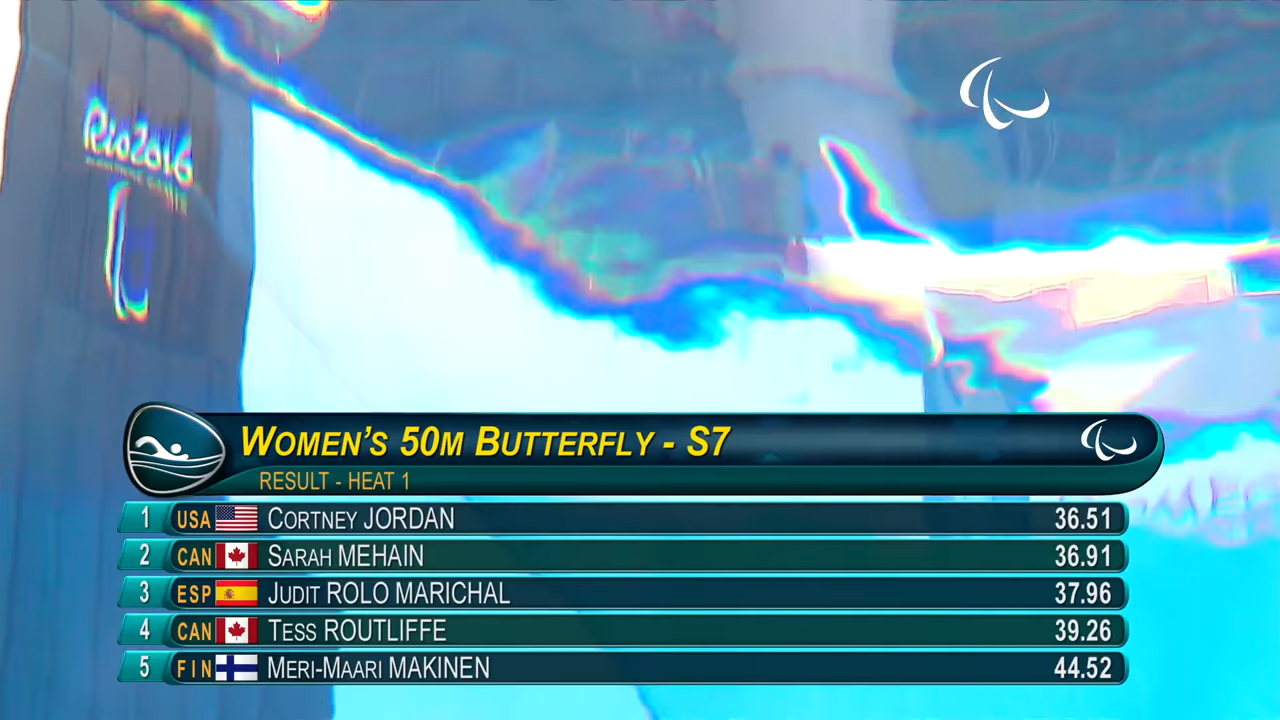 Rio2016
WOMEN'S 50M BUTTERFLY - S7
RESULT - HEAT 1
1 USA CORTNEY JORDAN 36.51
2 CAN SARAH MEHAIN 36.91
3 ESP JUDIT ROLO MARICHAL 37.96
4 CAN TESS ROUTLIFFE 39.26
5 FIN MERI-MAARI MAKINEN 44.52